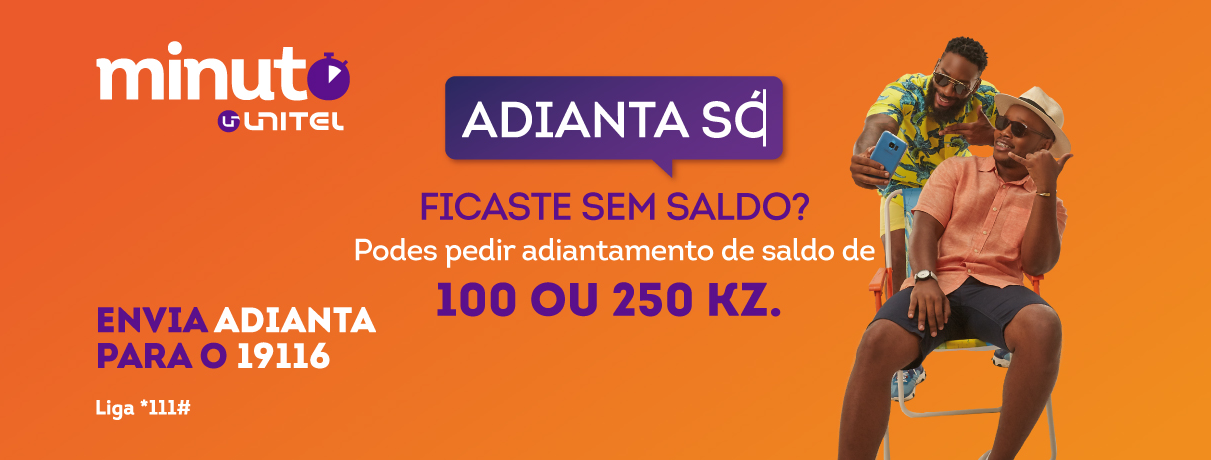 minuto
UNITEL
ADIANTA SÓ
FICASTE SEM SALDO?
Podes pedir adiantamento de saldo de
100 OU 250 KZ.
ENVIA ADIANTA
PARA O 19116
Liga *111#